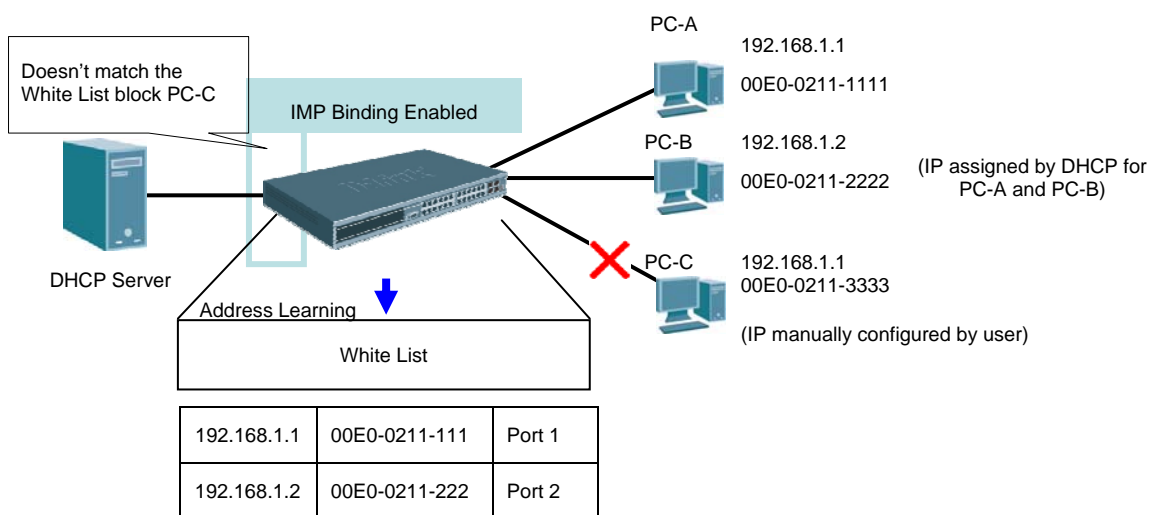 PC-A
192.168.1.1
00E0-0211-1111
Doesn't match the
White List block PC-C
IMP Binding Enabled
PC-B
192.168.1.2
00E0-0211-2222
(IP assigned by DHCP for
PC-A and PC-B)
DHCP Server
PC-C
192.168.1.1
00E0-0211-3333
(IP manually configured by user)
Address Learning
White List
192.168.1.1 00E0-0211-111 Port 1
192.168.1.2 00E0-0211-222 Port 2